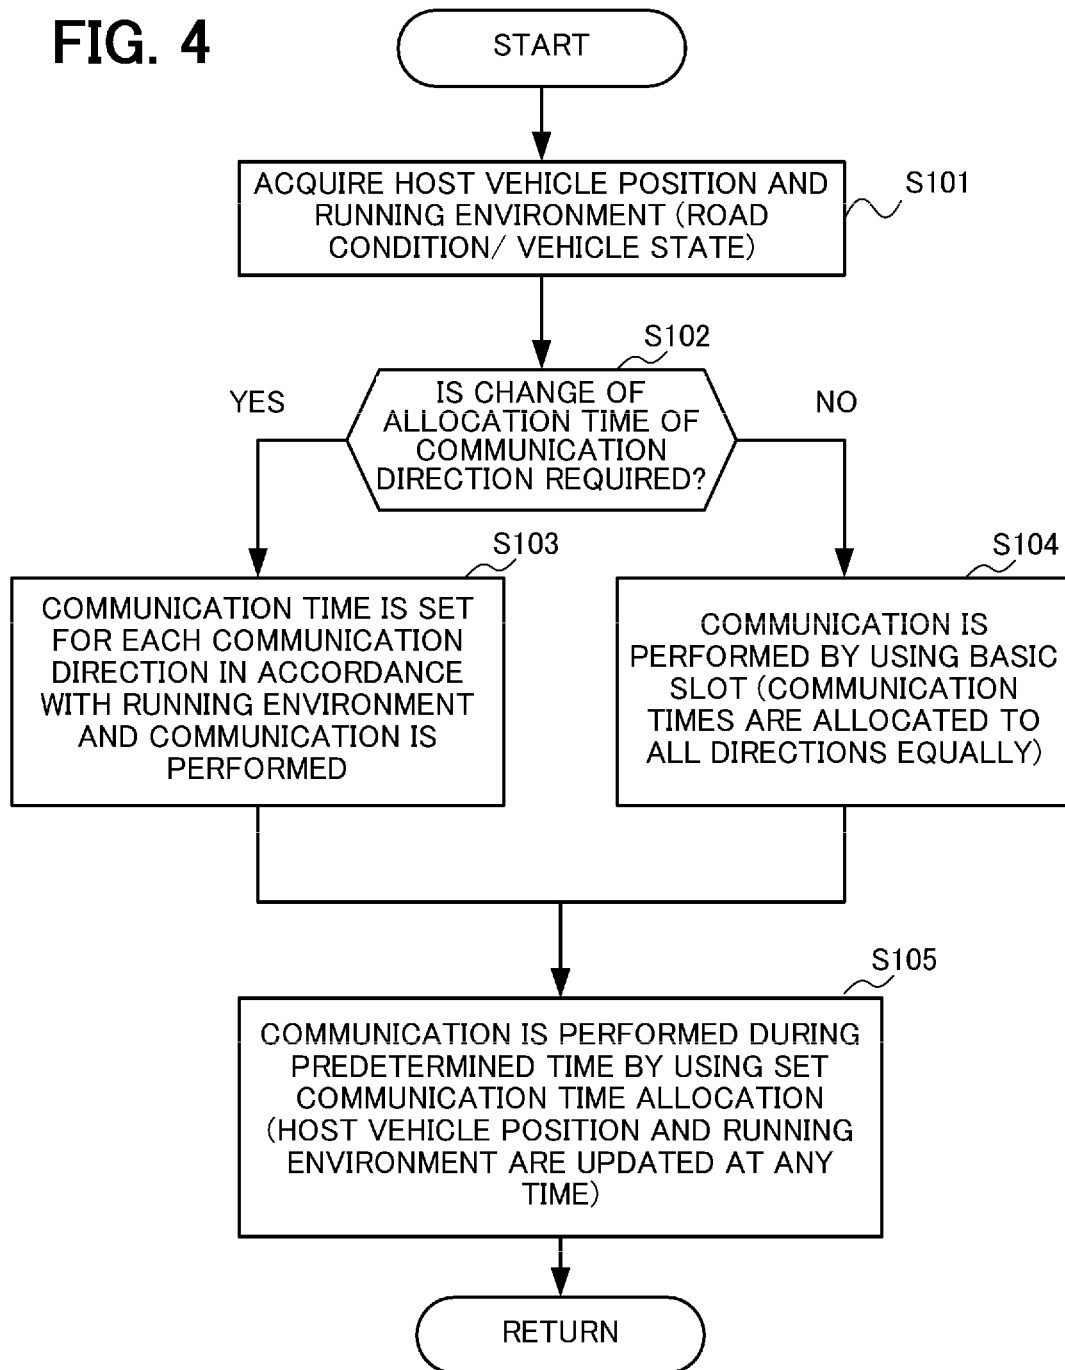 FIG. 4
START
ACQUIRE HOST VEHICLE POSITION AND
RUNNING ENVIRONMENT (ROAD
CONDITION/ VEHICLE STATE)
S101
S102
IS CHANGE OF
ALLOCATION TIME OF
COMMUNICATION
DIRECTION REQUIRED?
YES
NO
S103
COMMUNICATION TIME IS SET
FOR EACH COMMUNICATION
DIRECTION IN ACCORDANCE
WITH RUNNING ENVIRONMENT
AND COMMUNICATION IS
PERFORMED
S104
COMMUNICATION IS
PERFORMED BY USING BASIC
SLOT (COMMUNICATION
TIMES ARE ALLOCATED TO
ALL DIRECTIONS EQUALLY)
S105
COMMUNICATION IS PERFORMED DURING
PREDETERMINED TIME BY USING SET
COMMUNICATION TIME ALLOCATION
(HOST VEHICLE POSITION AND RUNNING
ENVIRONMENT ARE UPDATED AT ANY
TIME)
RETURN